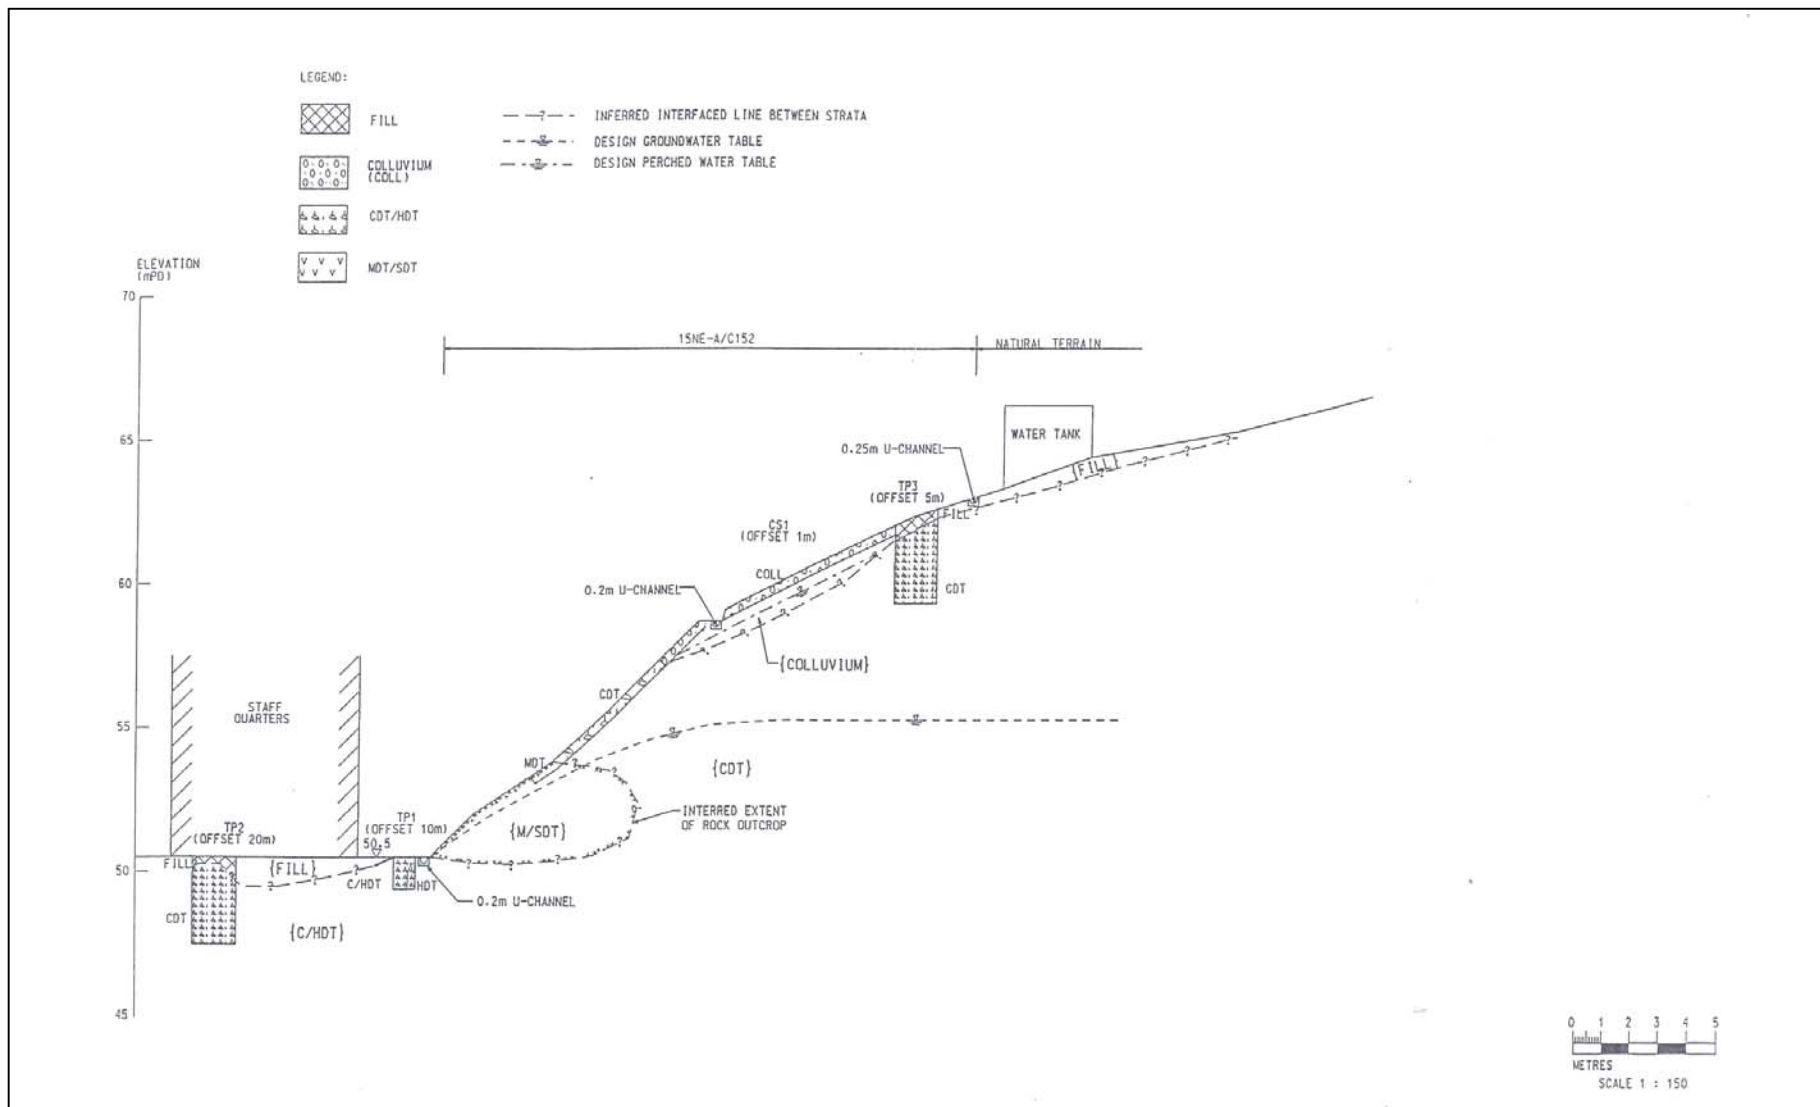 LEGEND:
FILL
COLLUVIUM
(COLL)
CDT/HDT
MDT/SDT
—?— INFERRED INTERFACED LINE BETWEEN STRATA
DESIGN GROUNDWATER TABLE
DESIGN PERCHED WATER TABLE
ELEVATION
(mPD)
70
65
60
55
50
45
15NE-A/C152
NATURAL TERRAIN
WATER TANK
0.25m U-CHANNEL
{FILL}
TP3
(OFFSET 5m)
FILL
CDT
CS1
(OFFSET 1m)
COLL
0.2m U-CHANNEL
{COLLUVIUM}
CDT
STAFF
QUARTERS
MDT
{CDT}
INTERRED EXTENT
OF ROCK OUTCROP
{M/SDT}
TP2
(OFFSET 20m)
TP1
(OFFSET 10m)
50.5
FILL
{FILL}
C/HDT
HDT
0.2m U-CHANNEL
CDT
{C/HDT}
0 1 2 3 4 5
METRES
SCALE 1 : 150